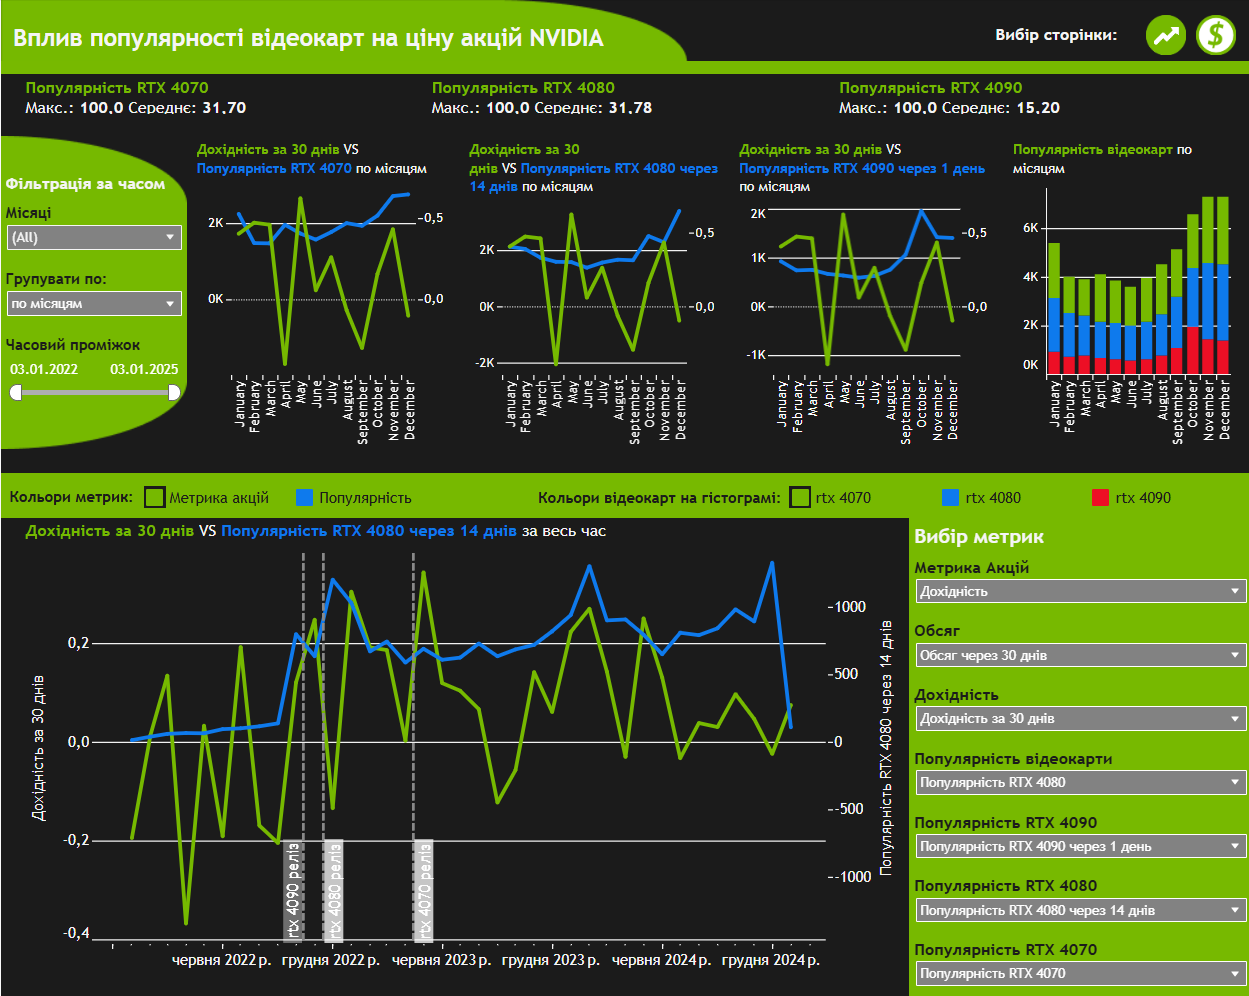 Вплив популярності відеокарт на ціну акцій NVIDIA
Вибір сторінки:
$
Популярність RTX 4070
Макс.: 100,0 Середнє: 31,70
Популярність RTX 4080
Макс.: 100,0 Середнє: 31,78
Популярність RTX 4090
Макс.: 100,0 Середнє: 15,20
Фільтрація за часом
Місяці
(All)
Групувати по:
по місяцям
Часовий проміжок
03.01.2022 03.01.2025
Дохідність за 30 днів VS
Популярність RTX 4070 по місяцям
2K
0K
0,5
0,0
January
February
March
April
May
June
July
August
September
October
November
December
Дохідність за 30
днів VS Популярність RTX 4080 через
14 днів по місяцям
2K
0K
-2K
0,5
0,0
January
February
March
April
May
June
July
August
September
October
November
December
Дохідність за 30 днів VS
Популярність RTX 4090 через 1 день
по місяцям
2K
1K
0K
-1K
0,5
0,0
January
February
March
April
May
June
July
August
September
October
November
December
Популярність відеокарт по
місяцям
6K
4K
2K
0K
January
February
March
April
May
June
July
August
September
October
November
December
Кольори метрик: Метрика акцій Популярність
Кольори відеокарт на гістограмі: rtx 4070 rtx 4080 rtx 4090
Дохідність за 30 днів VS Популярність RTX 4080 через 14 днів за весь час
Дохідність за 30 днів
0,2
0,0
-0,2
-0,4
1000
500
0
-500
-1000
Популярність RTX 4080 через 14 днів
rtx 4090 реліз
rtx 4080 реліз
rtx 4070 реліз
червня 2022 р. грудня 2022 р. червня 2023 р. грудня 2023 р. червня 2024 р. грудня 2024 р.
Вибір метрик
Метрика Акцій
Дохідність
Обсяг
Обсяг через 30 днів
Дохідність
Дохідність за 30 днів
Популярність відеокарти
Популярність RTX 4080
Популярність RTX 4090
Популярність RTX 4090 через 1 день
Популярність RTX 4080
Популярність RTX 4080 через 14 днів
Популярність RTX 4070
Популярність RTX 4070